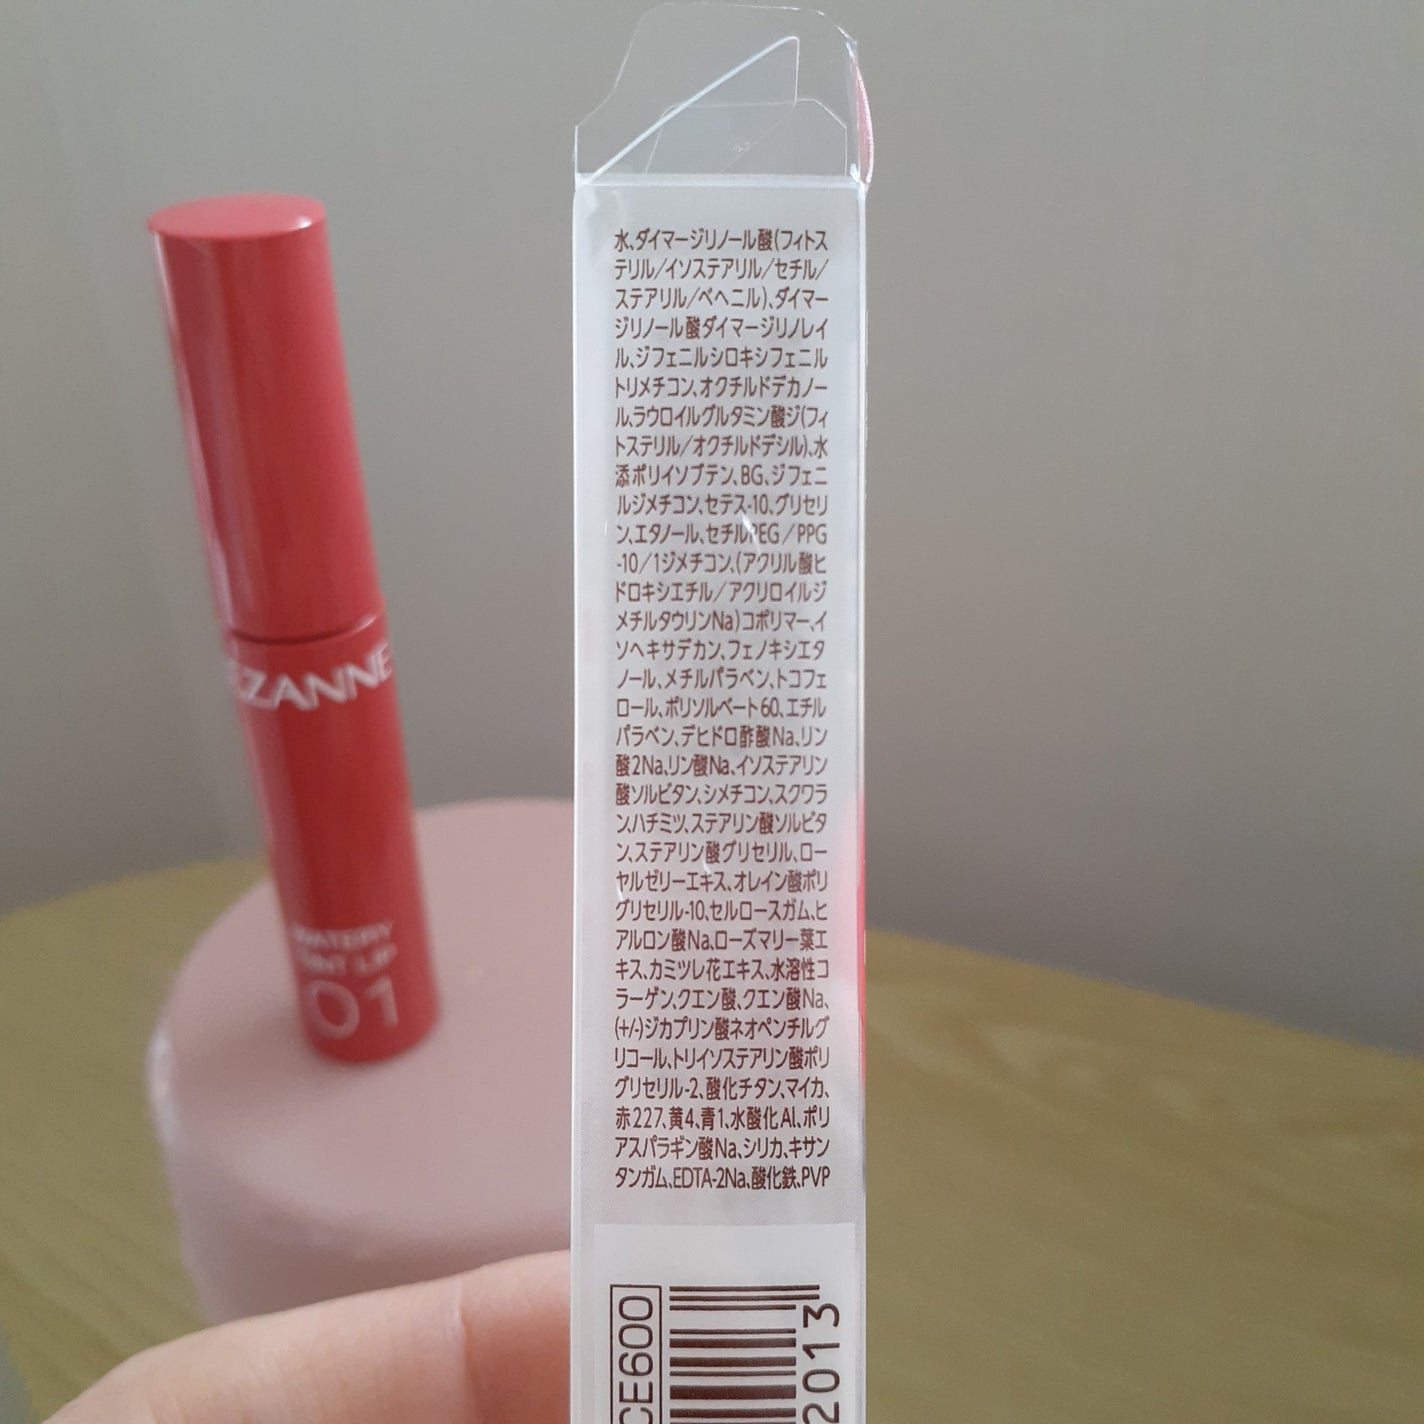 水、ダイマージリノール酸(フィトス
テリル/イソステアリル/セチル/
ステアリル/ベヘニル)、ダイマー
ジリノール酸ダイマージリノレイ
ル、ジフェニルシロキシフェニル
トリメチコン、オクチルドデカノー
ル、ラウロイルグルタミン酸ジ(フィ
トステリル/オクチルドデシル)、水
添ポリイソブテン、BG、ジフェニ
ルジメチコン、セテス-10、グリセリ
ン、エタノール、セチルPEG/PPG
-10/1ジメチコン、(アクリル酸ヒ
ドロキシエチル/アクリロイルジ
メチルタウリンNa)コポリマー、イ
ソヘキサデカン、フェノキシエタ
ノール、メチルパラベン、トコフェ
ロール、ポリソルベート60、エチル
パラベン、デヒドロ酢酸Na、リン
酸2Na、リン酸Na、イソステアリン
酸ソルビタン、シメチコン、スクワラ
ン、ハチミツ、ステアリン酸ソルビタ
ン、ステアリン酸グリセリル、ロー
ヤルゼリーエキス、オレイン酸ポリ
グリセリル-10、セルロースガム、ヒ
アルロン酸Na、ローズマリー葉エ
キス、カミツレ花エキス、水溶性コ
ラーゲン、クエン酸、クエン酸Na、
(+/-)ジカプリン酸ネオペンチルグ
リコール、トリイソステアリン酸ポリ
グリセリル-2、酸化チタン、マイカ、
赤227、黄4、青1、水酸化Al、ポリ
アスパラギン酸Na、シリカ、キサン
タンガム、EDTA-2Na、酸化鉄、PVP
CE600
2013
EZANNE
WATERY
TINT LIP
01